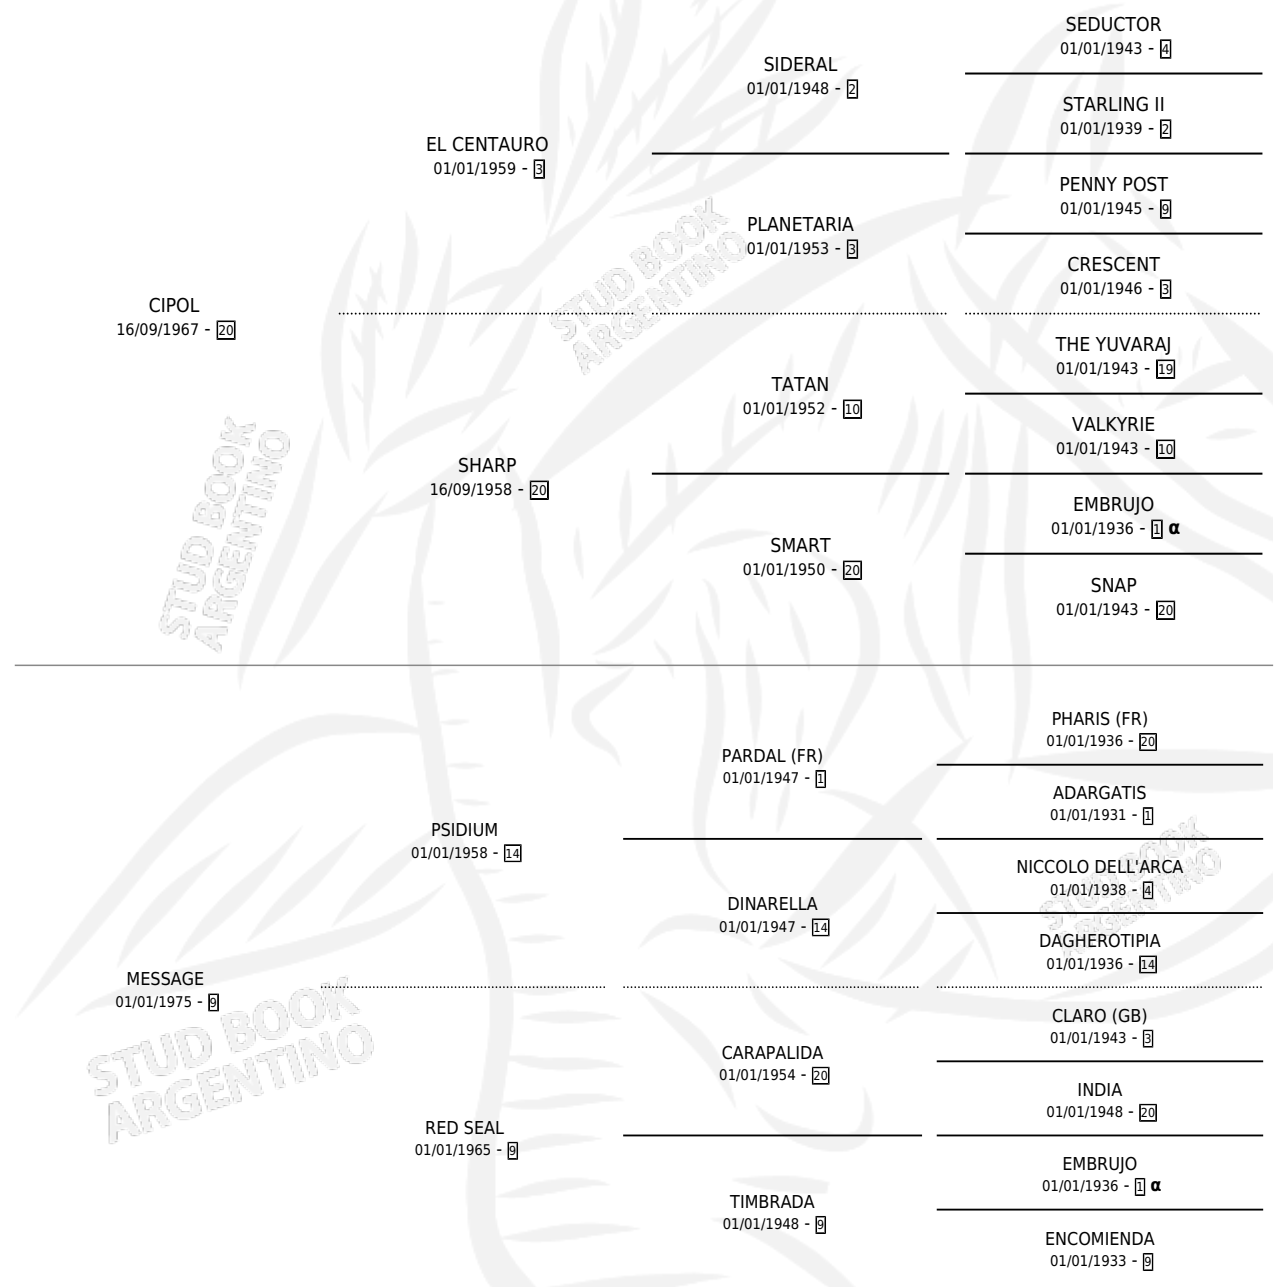 SEDUCTOR
01/01/1943 - 4
SIDERAL
01/01/1948 - 2
STARLING II
01/01/1939 - 2
EL CENTAURO
01/01/1959 - 3
PENNY POST
01/01/1945 - 9
PLANETARIA
01/01/1953 - 3
CRESCENT
01/01/1946 - 3
CIPOL
16/09/1967 - 20
THE YUVARAJ
01/01/1943 - 19
TATAN
01/01/1952 - 10
VALKYRIE
01/01/1943 - 10
SHARP
16/09/1958 - 20
EMBRUJO
01/01/1936 - 1 α
SMART
01/01/1950 - 20
SNAP
01/01/1943 - 20
PHARIS (FR)
01/01/1936 - 20
PARDAL (FR)
01/01/1947 - 1
ADARGATIS
01/01/1931 - 1
PSIDIUM
01/01/1958 - 14
NICCOLO DELL'ARCA
01/01/1938 - 4
DINARELLA
01/01/1947 - 14
DAGHEROTIPIA
01/01/1936 - 14
MESSAGE
01/01/1975 - 9
CLARO (GB)
01/01/1943 - 3
CARAPALIDA
01/01/1954 - 20
INDIA
01/01/1948 - 20
RED SEAL
01/01/1965 - 9
EMBRUJO
01/01/1936 - 1 α
TIMBRADA
01/01/1948 - 9
ENCOMIENDA
01/01/1933 - 9
STUD BOOK
ARGENTINO
STUD BOOK
ARGENTINO
STUD BOOK
ARGENTINO
STUD BOOK
ARGENTINO